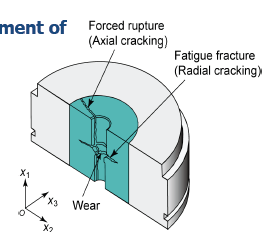 ment of
Forced rupture
(Axial cracking)
Fatigue fracture
(Radial cracking)
Wear
x1
x3
O
x2